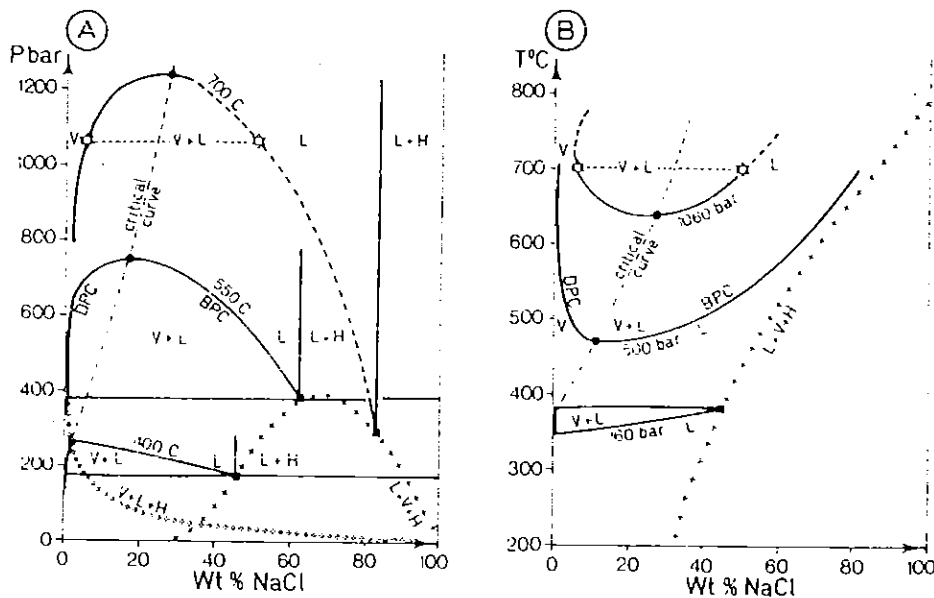 A
P bar
1200
1000
800
600
400
200
0
700 C
V
V+L
L
L+H
critical
curve
DPC
550 C
BPC
V+L
L
L+H
400 C
V+L
L
L+H
V+L+H
L+V+H
0 20 40 60 80 100
Wt % NaCl
B
T°C
800
700
600
500
400
300
200
V
V+L
L
1060 bar
critical
curve
DPC
BPC
V
V+L
L
500 bar
L+V+H
V+L
L
160 bar
0 20 40 60 80 100
Wt % NaCl